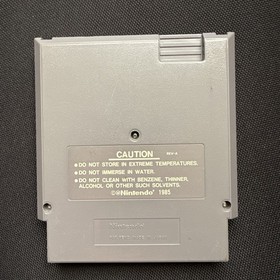 CAUTION
• DO NOT STORE IN EXTREME TEMPERATURES.
• DO NOT IMMERSE IN WATER.
• DO NOT CLEAN WITH BENZENE, THINNER,
ALCOHOL OR OTHER SUCH SOLVENTS.
©®Nintendo® 1985